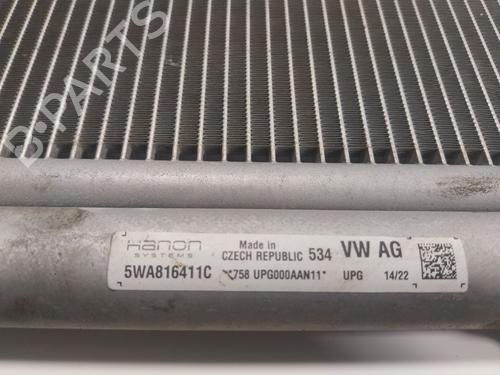 B-PARTS
Hanon
SYSTEMS
Made in
CZECH REPUBLIC
534
VW AG
5WA816411C
*758 UPG000AAN11*
UPG
14/22